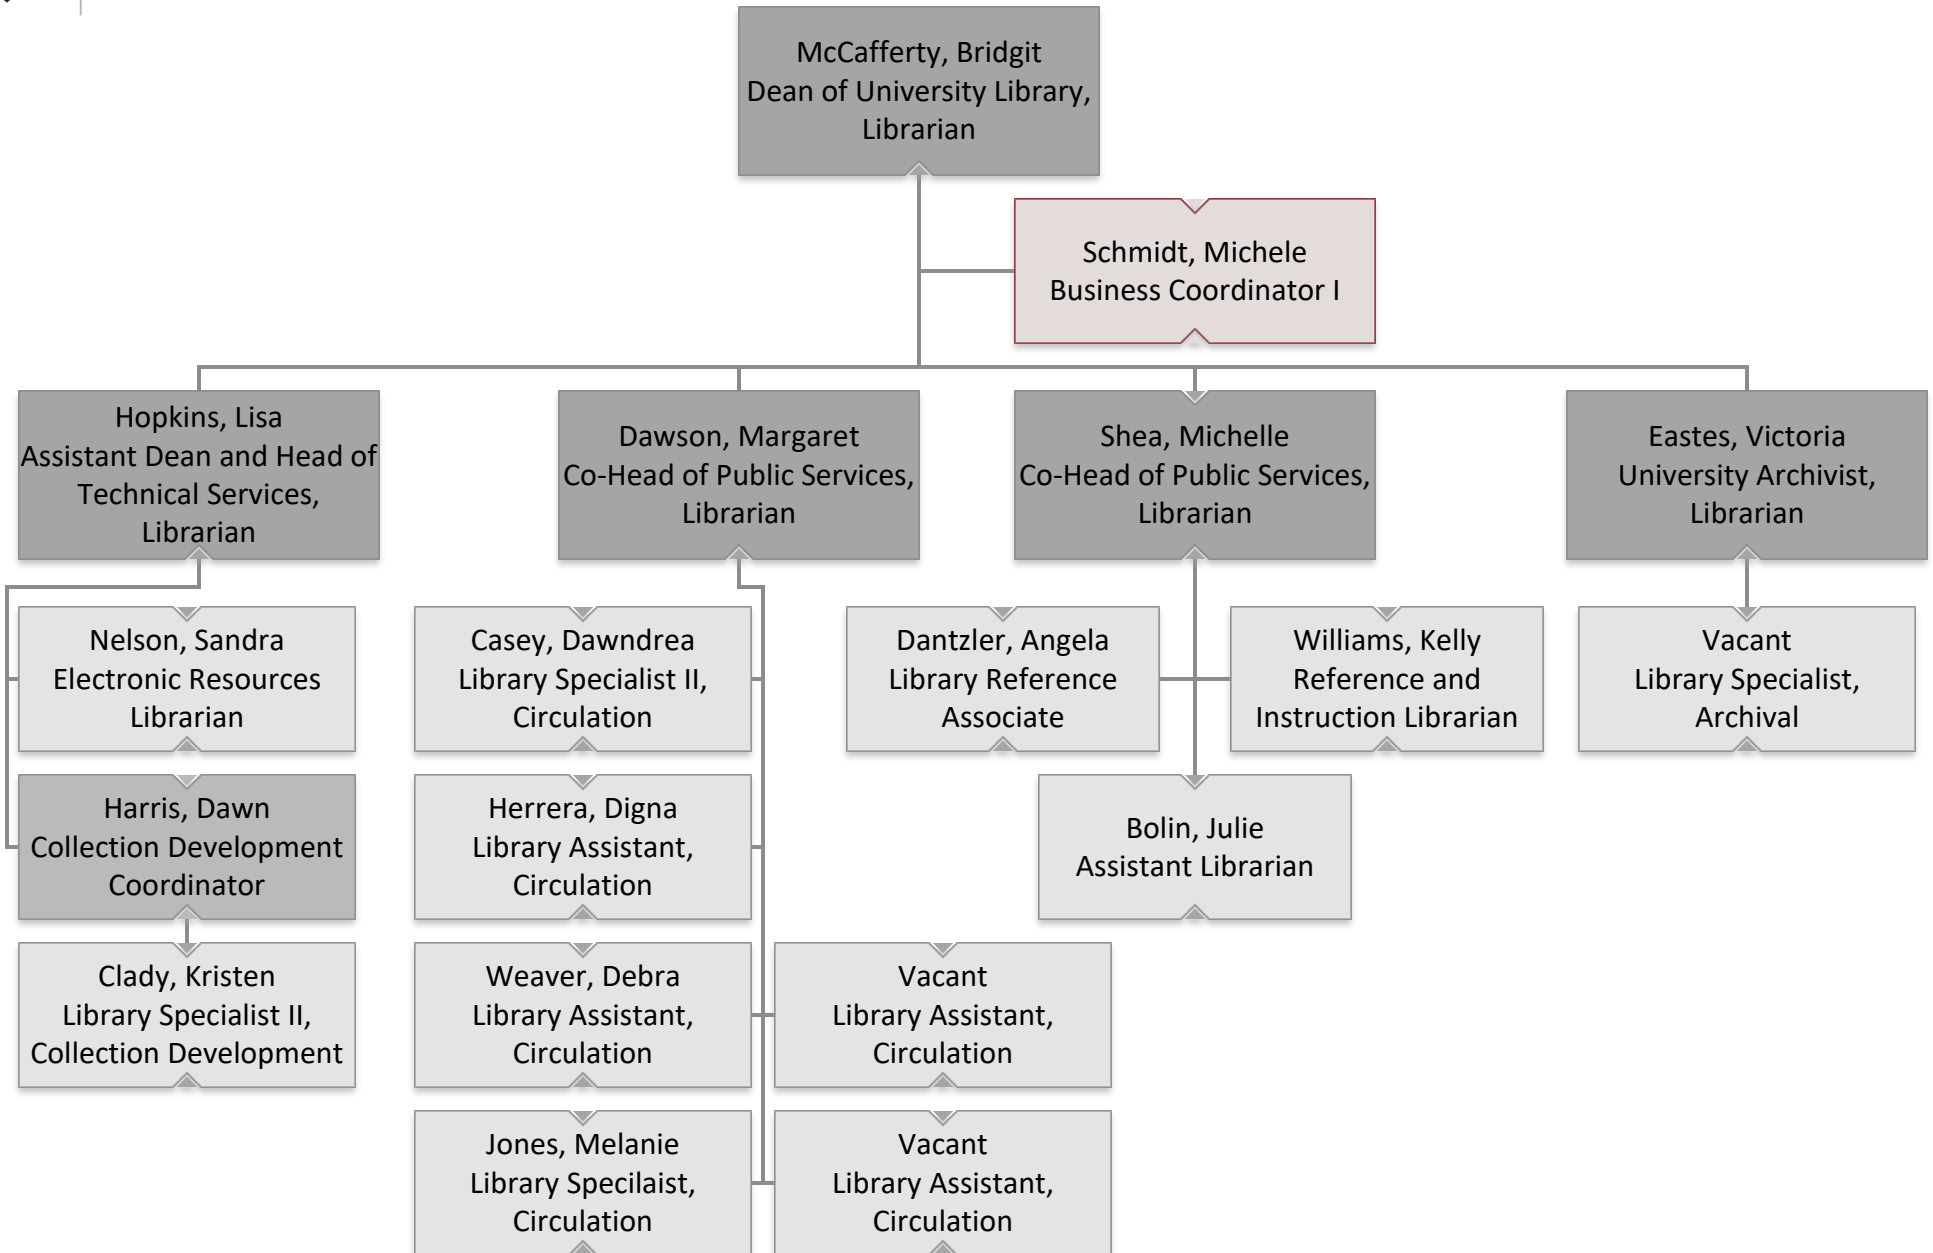 McCafferty, Bridgit
Dean of University Library,
Librarian
Schmidt, Michele
Business Coordinator I
Hopkins, Lisa
Assistant Dean and Head of
Technical Services,
Librarian
Dawson, Margaret
Co-Head of Public Services,
Librarian
Shea, Michelle
Co-Head of Public Services,
Librarian
Eastes, Victoria
University Archivist,
Librarian
Nelson, Sandra
Electronic Resources
Librarian
Casey, Dawndrea
Library Specialist II,
Circulation
Dantzler, Angela
Library Reference
Associate
Williams, Kelly
Reference and
Instruction Librarian
Vacant
Library Specialist,
Archival
Harris, Dawn
Collection Development
Coordinator
Herrera, Digna
Library Assistant,
Circulation
Bolin, Julie
Assistant Librarian
Clady, Kristen
Library Specialist II,
Collection Development
Weaver, Debra
Library Assistant,
Circulation
Vacant
Library Assistant,
Circulation
Jones, Melanie
Library Specilaist,
Circulation
Vacant
Library Assistant,
Circulation